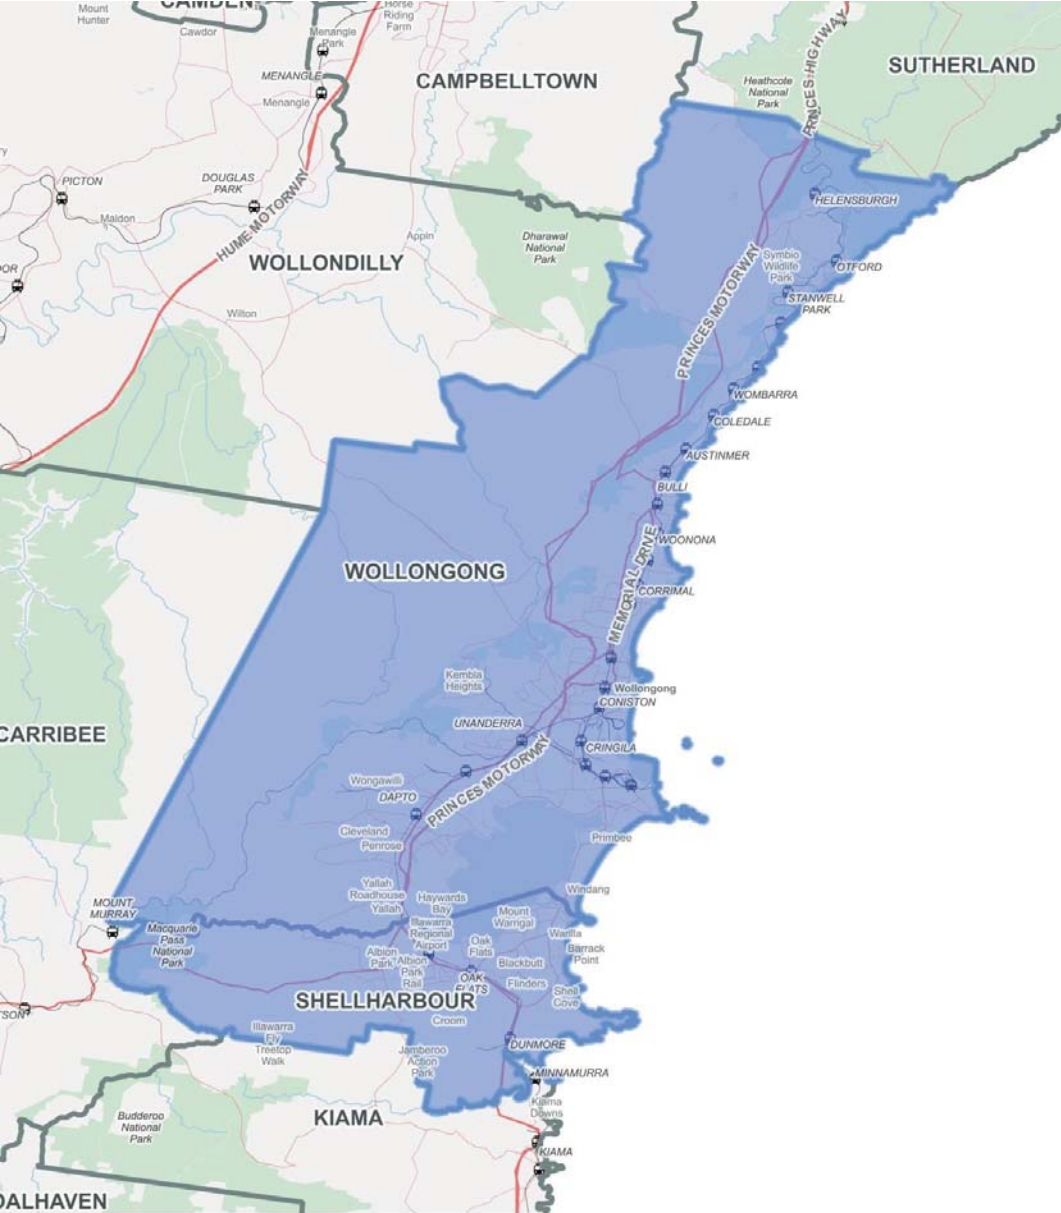 Mount
Hunter
CAMDEN
Cawdor
Menangle
Park
Horse
Riding
Farm
MENANGLE
Menangle
CAMPBELLTOWN
PRINCES HIGHWAY
Heathcote
National
Park
SUTHERLAND
PICTON
DOUGLAS
PARK
Maldon
HUME MOTORWAY
Appin
WOLLONDILLY
Dharawal
National
Park
HELENSBURGH
Symbio
Wildlife
Park
OTFORD
STANWELL
PARK
Wilton
PRINCES MOTORWAY
WOMBARRA
COLEDALE
AUSTINMER
BULLI
WOONONA
MEMORIAL DRIVE
CORRIMAL
WOLLONGONG
Kembla
Heights
Wollongong
CONISTON
UNANDERRA
CRINGILA
CARRIBEE
Wongawilli
DAPTO
PRINCES MOTORWAY
Cleveland
Penrose
Primbee
Yallah
Roadhouse
Yallah
Haywards
Bay
Windang
MOUNT
MURRAY
Macquarie
Pass
National
Park
Illawarra
Regional
Airport
Mount
Warrigal
Oak
Flats
Warilla
Barrack
Point
Albion
Park
Albion
Park
Rail
Blackbutt
OAK
FLATS
Flinders
Shell
Cove
SHELLHARBOUR
Croom
Illawarra
Fly
Treetop
Walk
Jamberoo
Action
Park
DUNMORE
MINNAMURRA
Kiama
Downs
Budderoo
National
Park
KIAMA
KIAMA
OALHAVEN